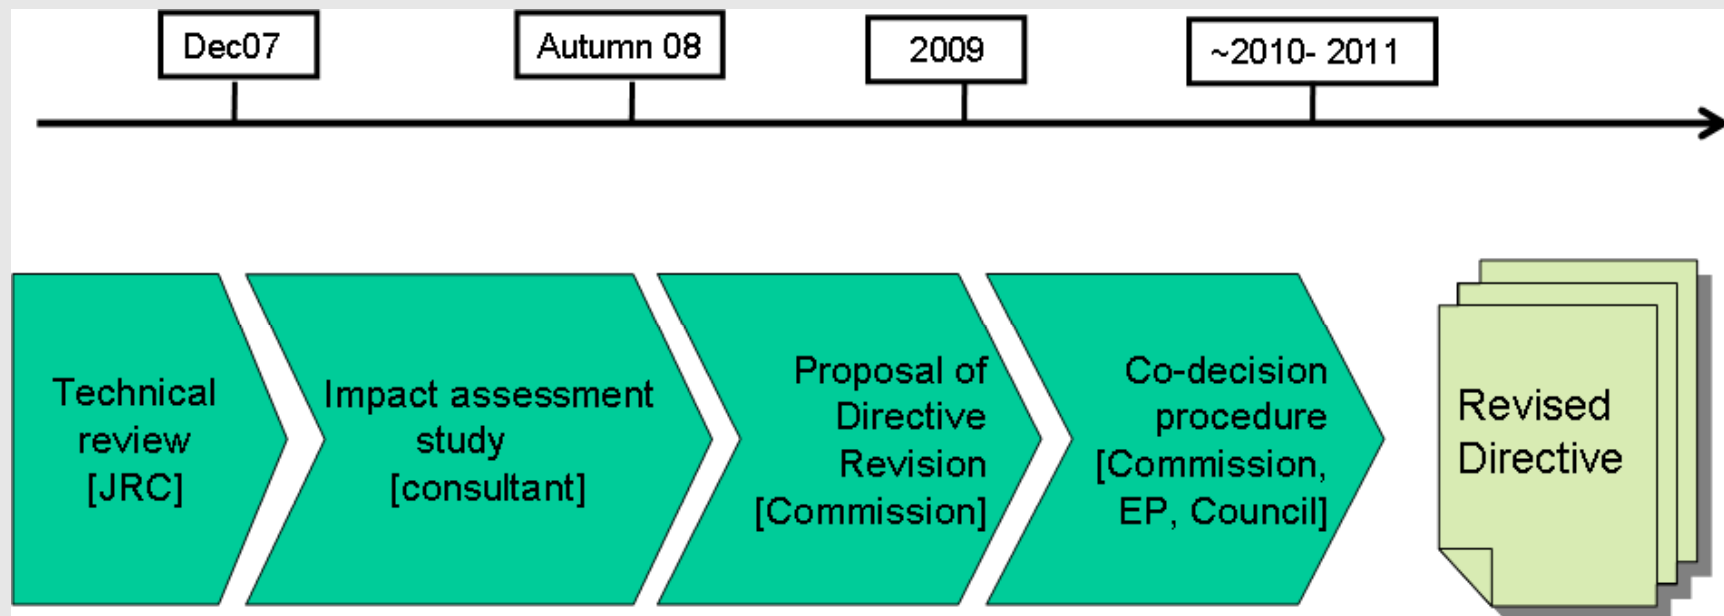 Dec07
Autumn 08
2009
~2010- 2011
Technical
review
[JRC]
Impact assessment
study
[consultant]
Proposal of
Directive
Revision
[Commission]
Co-decision
procedure
[Commission,
EP, Council]
Revised
Directive